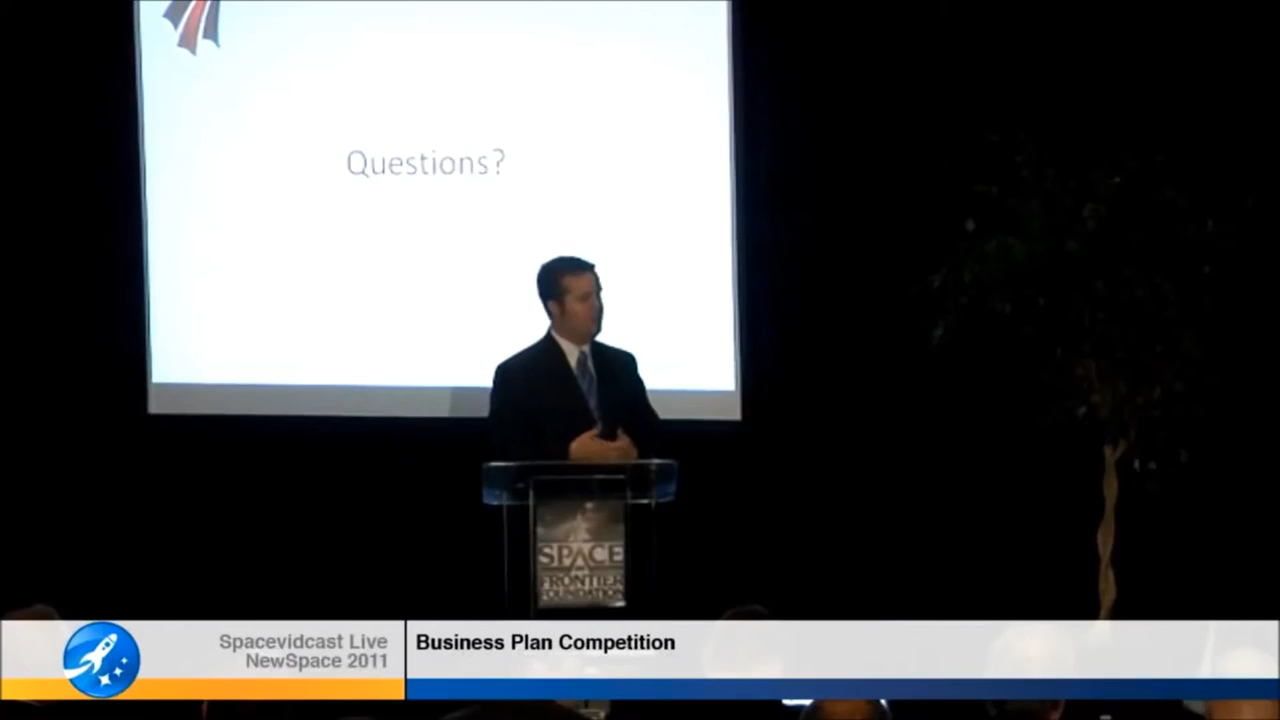 Questions?
SPACE
FRONTIER
FOUNDATION
Spacevidcast Live
NewSpace 2011
Business Plan Competition